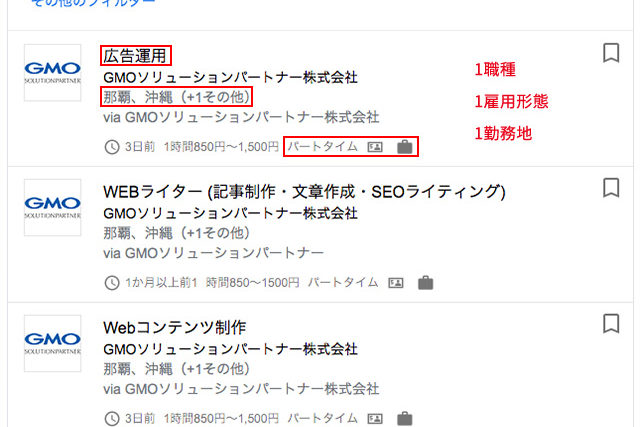 その他のフィルター
GMO
SOLUTIONPARTNER
広告運用
GMOソリューションパートナー株式会社
那覇、沖縄（+1その他）
via GMOソリューションパートナー株式会社
3日前 1時間850円〜1,500円 パートタイム
1職種
1雇用形態
1勤務地
GMO
SOLUTIONPARTNER
WEBライター (記事制作・文章作成・SEOライティング)
GMOソリューションパートナー株式会社
那覇、沖縄（+1その他）
via GMOソリューションパートナー
1か月以上前1 時間850〜1500円 パートタイム
GMO
SOLUTIONPARTNER
Webコンテンツ制作
GMOソリューションパートナー株式会社
那覇、沖縄（+1その他）
via GMOソリューションパートナー株式会社
3日前 1時間850円〜1,500円 パートタイム